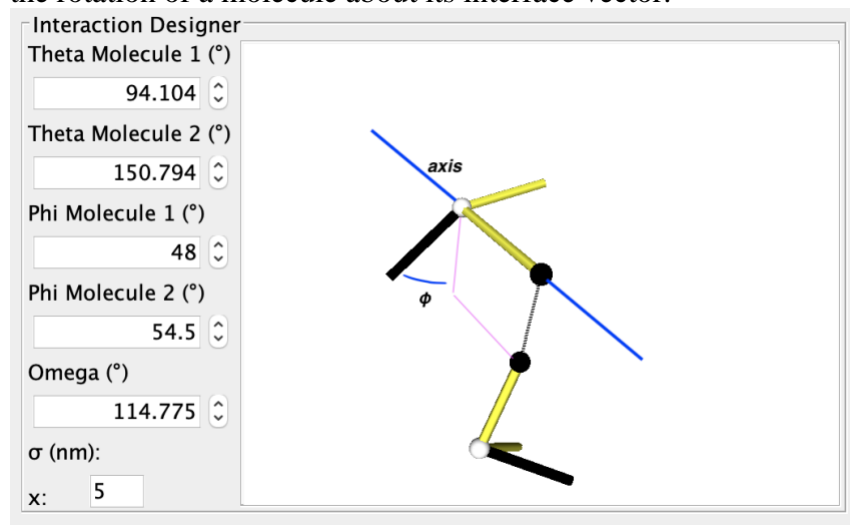 the rotation of a molecule about its interface vector.
Interaction Designer
Theta Molecule 1 (°)
94.104
Theta Molecule 2 (°)
150.794
Phi Molecule 1 (°)
48
Phi Molecule 2 (°)
54.5
Omega (°)
114.775
σ (nm):
x: 5
axis
ϕ